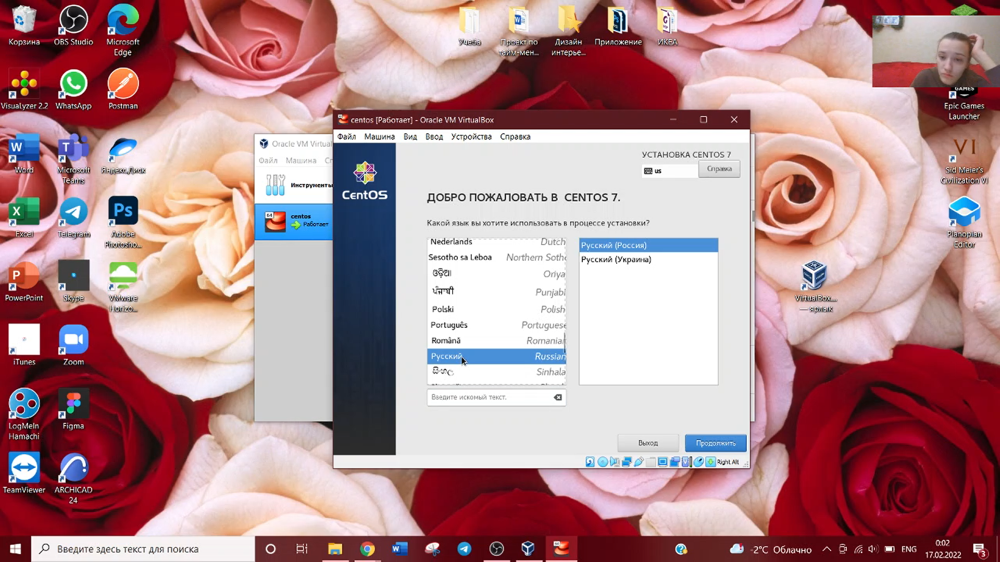 Корзина
OBS Studio
Microsoft
Edge
Учеба
Проект по
тайм-мен...
Дизайн
интерье...
Приложение
ИКЕА
VisuaLyzer 2.2
WhatsApp
Postman
GAMES
Epic Games
Launcher
Word
Microsoft
Teams
Яндекс.Диск
Sid Meier's
Civilization VI
Excel
Telegram
Adobe
Photosho...
Planoplan
Editor
PowerPoint
Skype
VMware
Horizo...
VirtualBox....
— ярлык
iTunes
Zoom
LogMeIn
Hamachi
Figma
TeamViewer
ARCHICAD
24
Oracle VM Virtual
Файл Машина
Инструменты
64
centos
Работает
centos [Работает] - Oracle VM VirtualBox
Файл Машина Вид Ввод Устройства Справка
CentOS
УСТАНОВКА CENTOS 7
us
Справка
ДОБРО ПОЖАЛОВАТЬ В CENTOS 7.
Какой язык вы хотите использовать в процессе установки?
Nederlands Dutch
Sesotho sa Leboa Northern Sotho
ଓଡ଼ିଆ Oriya
ਪੰਜਾਬੀ Punjabi
Polski Polish
Português Portuguese
Română Romanian
Русский Russian
සිංහල Sinhala
Русский (Россия)
Русский (Украина)
Введите искомый текст.
Выход
Продолжить
Right Alt
Введите здесь текст для поиска
-2°C Облачно
ENG
0:02
17.02.2022
3